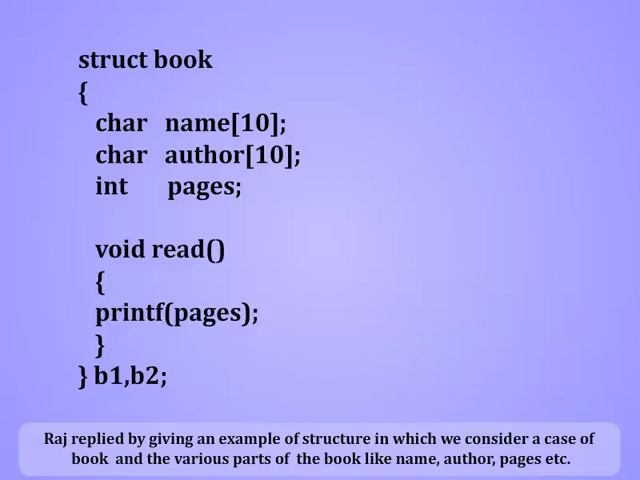 struct book
{
char name[10];
char author[10];
int pages;
void read()
{
printf(pages);
}
} b1,b2;
Raj replied by giving an example of structure in which we consider a case of
book and the various parts of the book like name, author, pages etc.